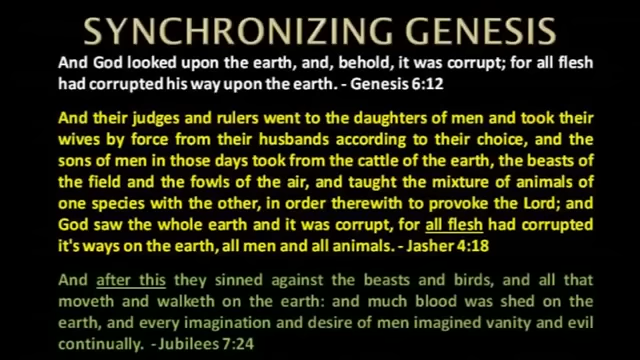 SYNCHRONIZING GENESIS
And God looked upon the earth, and, behold, it was corrupt; for all flesh
had corrupted his way upon the earth. - Genesis 6:12
And their judges and rulers went to the daughters of men and took their
wives by force from their husbands according to their choice, and the
sons of men in those days took from the cattle of the earth, the beasts of
the field and the fowls of the air, and taught the mixture of animals of
one species with the other, in order therewith to provoke the Lord; and
God saw the whole earth and it was corrupt, for all flesh had corrupted
it's ways on the earth, all men and all animals. - Jasher 4:18
And after this they sinned against the beasts and birds, and all that
moveth and walketh on the earth: and much blood was shed on the
earth, and every imagination and desire of men imagined vanity and evil
continually. - Jubilees 7:24